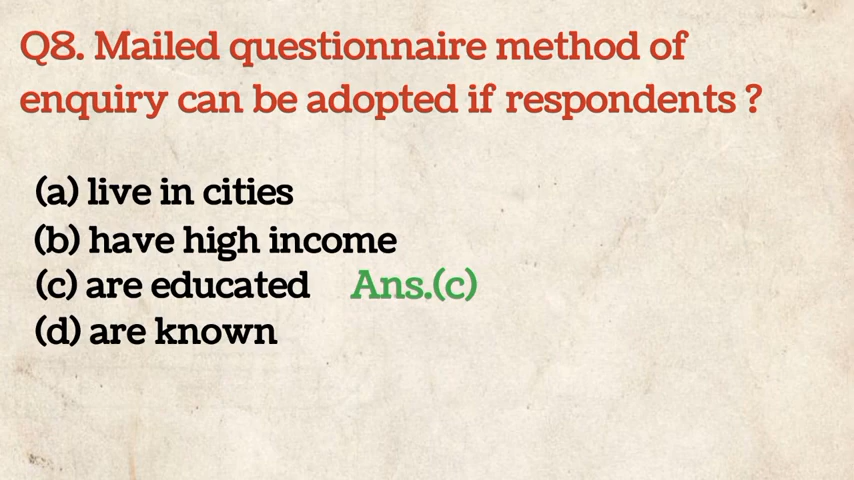 Q8. Mailed questionnaire method of
enquiry can be adopted if respondents ?
(a) live in cities
(b) have high income
(c) are educated Ans.(c)
(d) are known